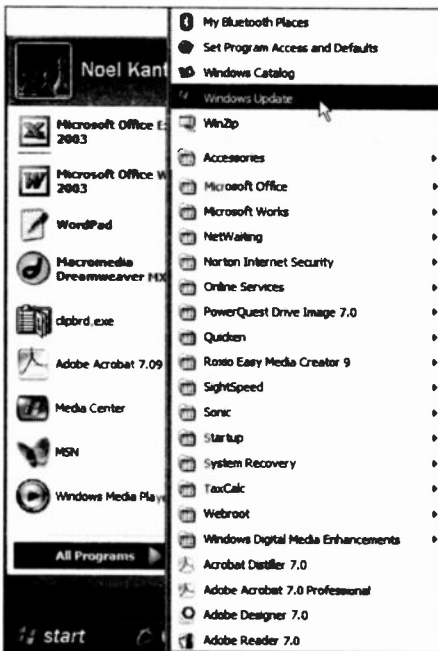 Noel Kant
Microsoft Office E
2003
Microsoft Office W
2003
WordPad
Macromedia
Dreamweaver MX
clipbrd.exe
Adobe Acrobat 7.09
Media Center
MSN
Windows Media Playe
All Programs
start
My Bluetooth Places
Set Program Access and Defaults
Windows Catalog
Windows Update
WinZip
Accessories
Microsoft Office
Microsoft Works
NetWaiting
Norton Internet Security
Online Services
PowerQuest Drive Image 7.0
Quicken
Roxio Easy Media Creator 9
SightSpeed
Sonic
Startup
System Recovery
TaxCalc
Webroot
Windows Digital Media Enhancements
Acrobat Distiller 7.0
Adobe Acrobat 7.0 Professional
Adobe Designer 7.0
Adobe Reader 7.0